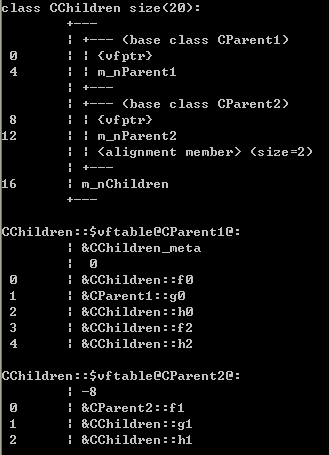 class CChildren size(20):
        +---
        | +--- (base class CParent1)
 0      | | {vfptr}
 4      | | m_nParent1
        | +---
        | +--- (base class CParent2)
 8      | | {vfptr}
12      | | m_nParent2
        | | <alignment member> (size=2)
        | +---
16      | m_nChildren
        +---

CChildren::$vftable@CParent1@:
        | &CChildren_meta
        |  0
 0      | &CChildren::f0
 1      | &CParent1::g0
 2      | &CChildren::h0
 3      | &CChildren::f2
 4      | &CChildren::h2

CChildren::$vftable@CParent2@:
        | -8
 0      | &CParent2::f1
 1      | &CChildren::g1
 2      | &CChildren::h1